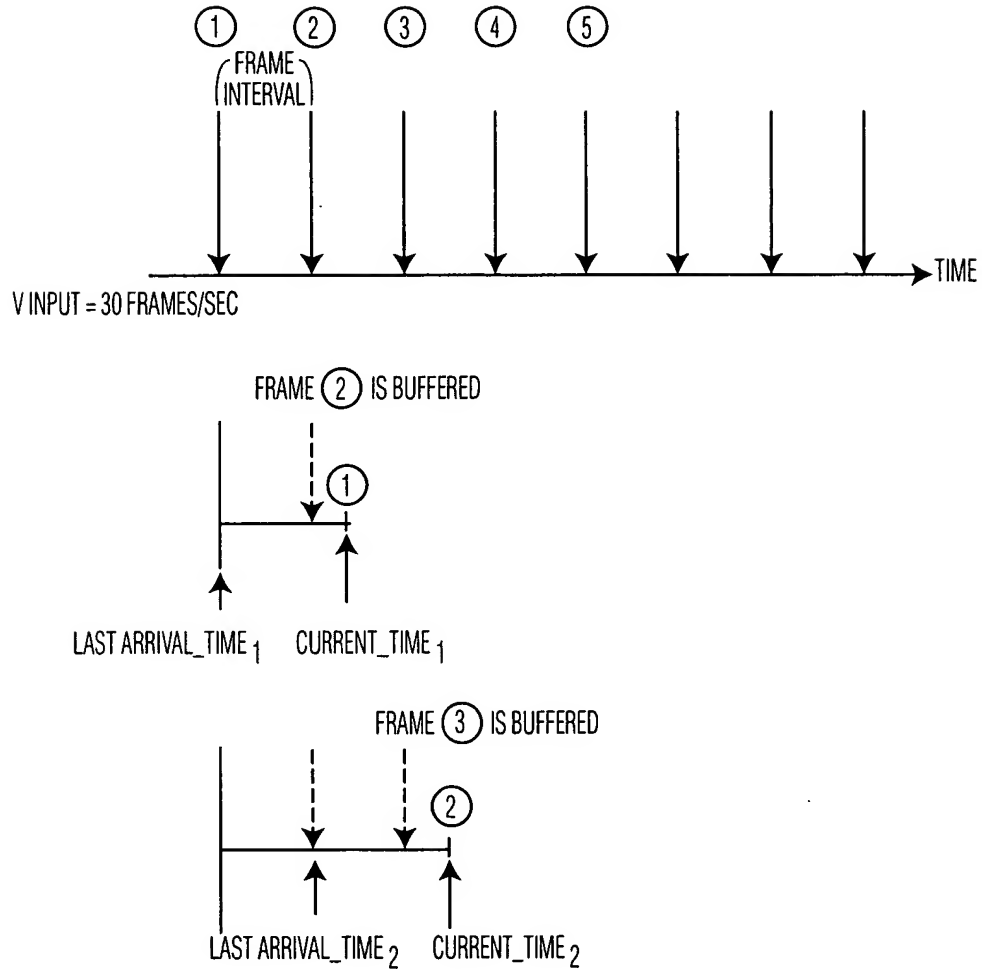 1 2 3 4 5
FRAME
INTERVAL
TIME
V INPUT = 30 FRAMES/SEC
FRAME 2 IS BUFFERED
1
LAST ARRIVAL_TIME 1 CURRENT_TIME 1
FRAME 3 IS BUFFERED
2
LAST ARRIVAL_TIME 2 CURRENT_TIME 2